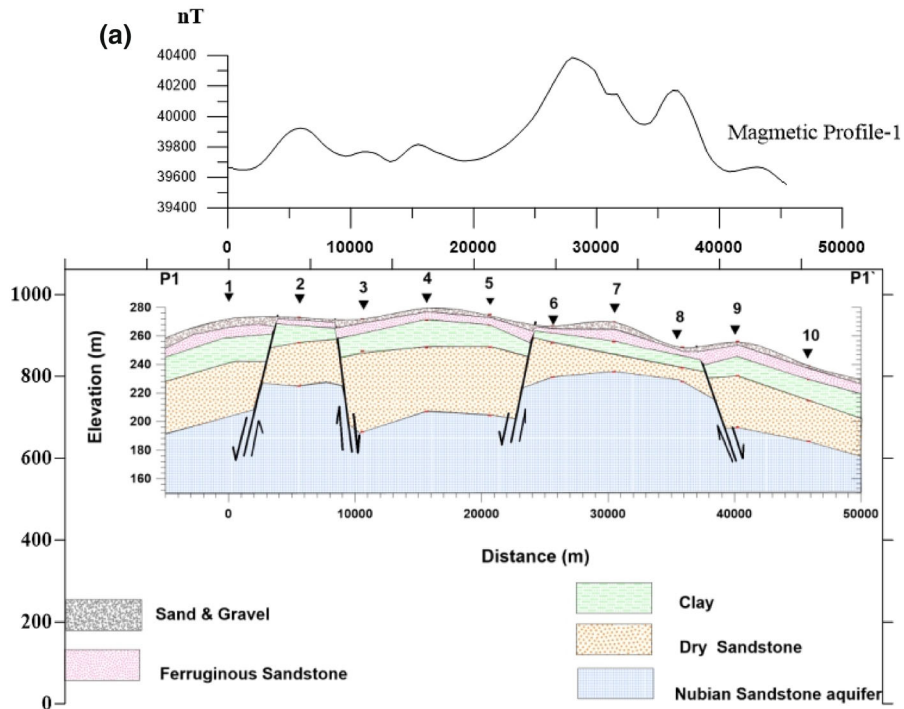 nT
(a)
40400
40200
40000
39800
39600
39400
Magmetic Profile-1
0 10000 20000 30000 40000 50000
P1 P1`
1 2 3 4 5 6 7 8 9 10
1000
800
600
400
200
0
Elevation (m)
280
260
240
220
200
180
160
0 10000 20000 30000 40000 50000
Distance (m)
Sand & Gravel
Ferruginous Sandstone
Clay
Dry Sandstone
Nubian Sandstone aquifer